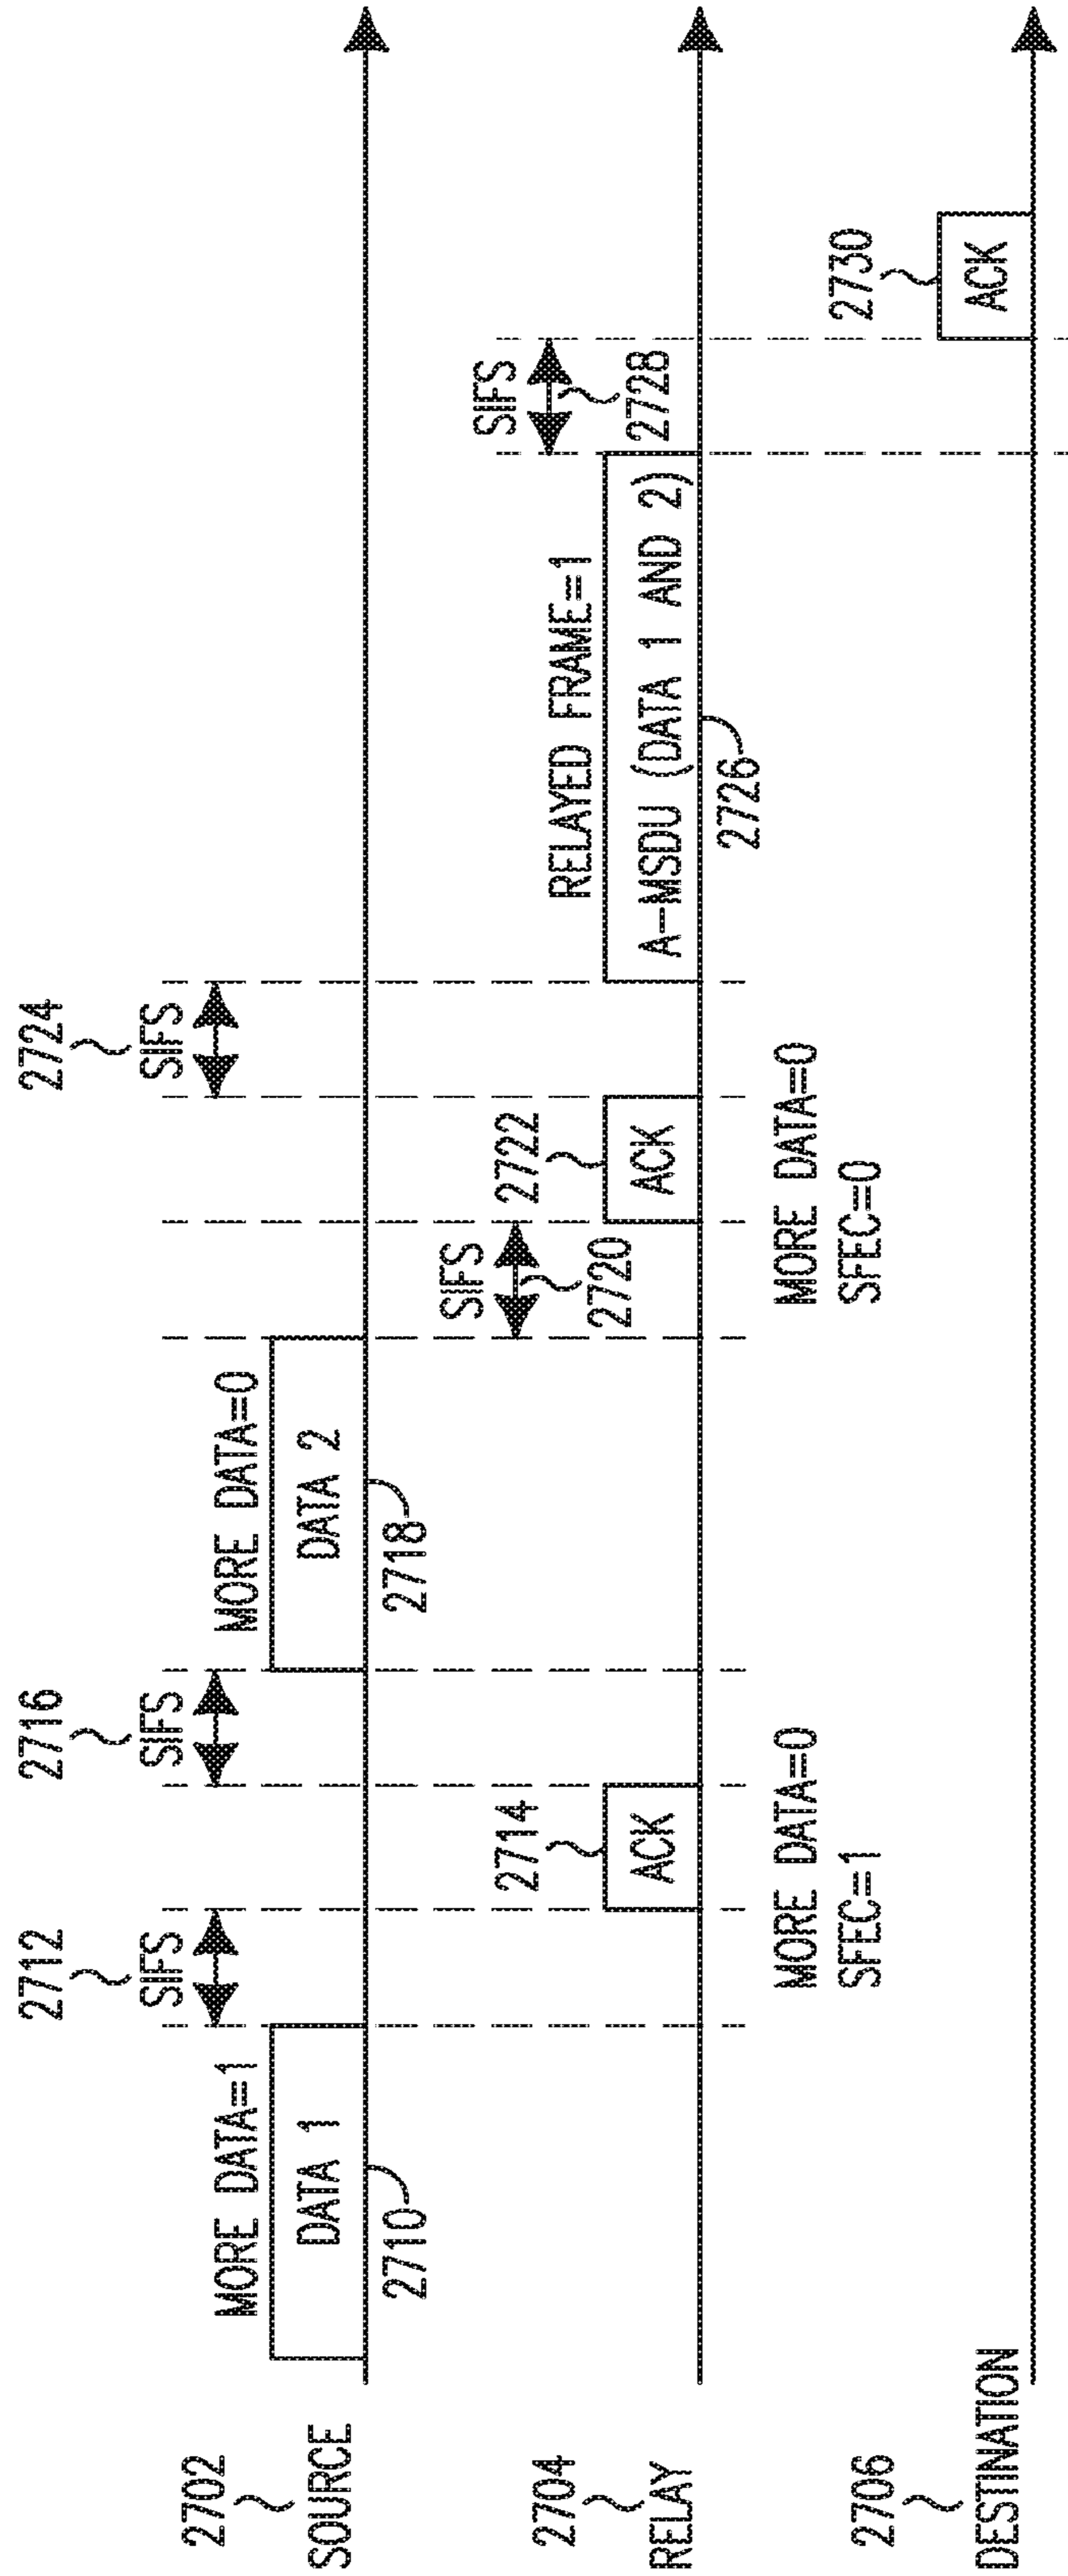 2702
SOURCE
MORE DATA=1
DATA 1
2710
2712
SIFS
2716
SIFS
MORE DATA=0
DATA 2
2718
2724
SIFS
2704
RELAY
2714
ACK
MORE DATA=0
SFEC=1
SIFS
2720
2722
ACK
MORE DATA=0
SFEC=0
RELAYED FRAME=1
A-MSDU (DATA 1 AND 2)
2726
SIFS
2728
2706
DESTINATION
2730
ACK